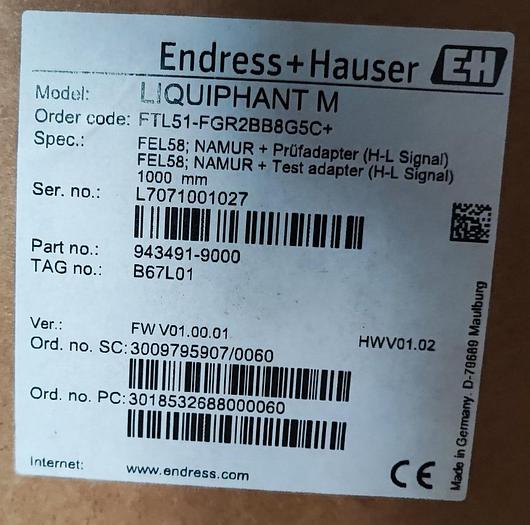 Endress+Hauser EH
Model: LIQUIPHANT M
Order code: FTL51-FGR2BB8G5C+
Spec.: FEL58; NAMUR + Prüfadapter (H-L Signal)
FEL58; NAMUR + Test adapter (H-L Signal)
1000 mm
Ser. no.: L7071001027
Part no.: 943491-9000
TAG no.: B67L01
Ver.: FW V01.00.01 HWV01.02
Ord. no. SC: 3009795907/0060
Ord. no. PC: 3018532688000060
Internet: www.endress.com
CE
Made in Germany. D-79689 Maulburg